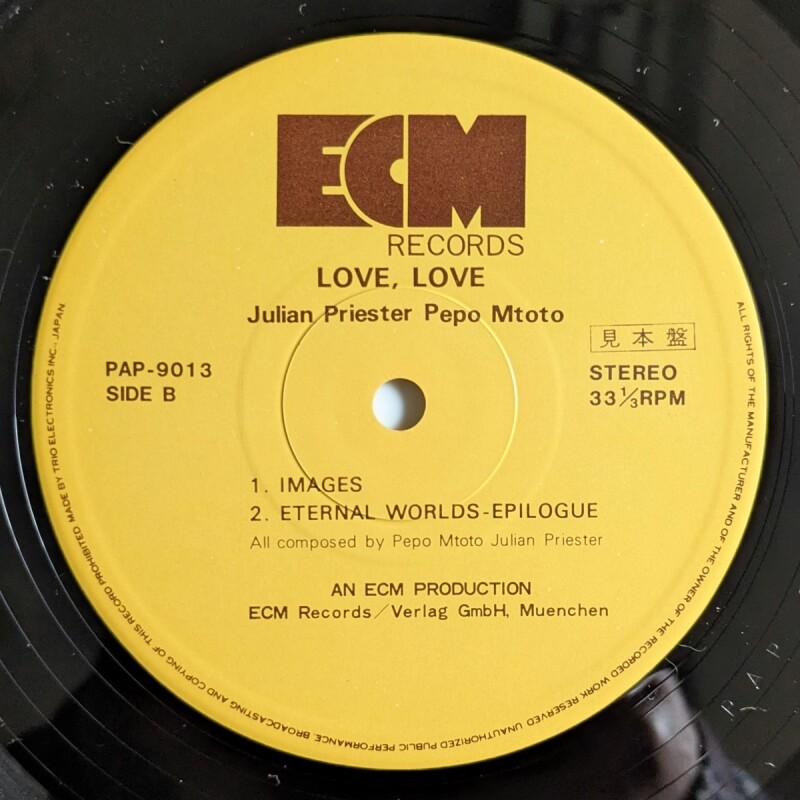 ECM
RECORDS
LOVE, LOVE
Julian Priester Pepo Mtoto
見本盤
PAP-9013
SIDE B
STEREO
33⅓RPM
1. IMAGES
2. ETERNAL WORLDS-EPILOGUE
All composed by Pepo Mtoto Julian Priester
AN ECM PRODUCTION
ECM Records/Verlag GmbH, Muenchen
ALL RIGHTS OF THE MANUFACTURER AND OF THE OWNER OF THE RECORDED WORK RESERVED UNAUTHORIZED PUBLIC PERFORMANCE BROADCASTING AND COPYING OF THIS RECORD PROHIBITED MADE BY TRIO ELECTRONICS INC., JAPAN
PAP